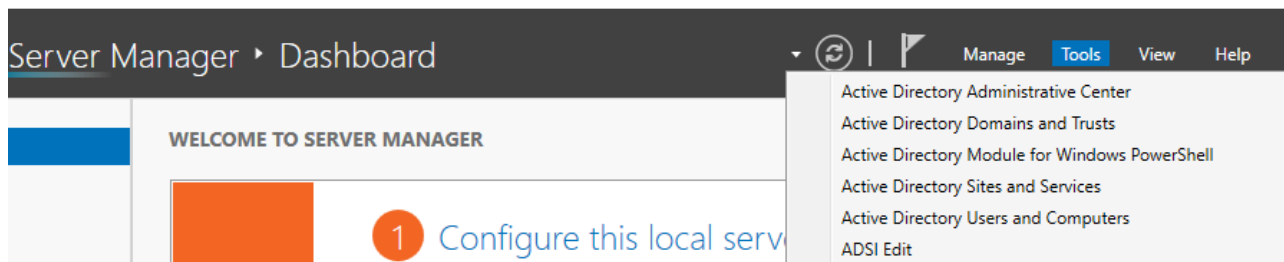 Server Manager ‣ Dashboard
Manage Tools View Help
Active Directory Administrative Center
Active Directory Domains and Trusts
WELCOME TO SERVER MANAGER
Active Directory Module for Windows PowerShell
Active Directory Sites and Services
Active Directory Users and Computers
1 Configure this local serv
ADSI Edit